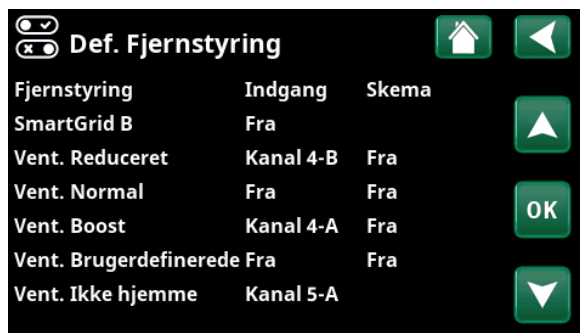 Def. Fjernstyring
Fjernstyring Indgang Skema
SmartGrid B Fra
Vent. Reduceret Kanal 4-B Fra
Vent. Normal Fra Fra
OK
Vent. Boost Kanal 4-A Fra
Vent. Brugerdefinerede Fra Fra
Vent. Ikke hjemme Kanal 5-A